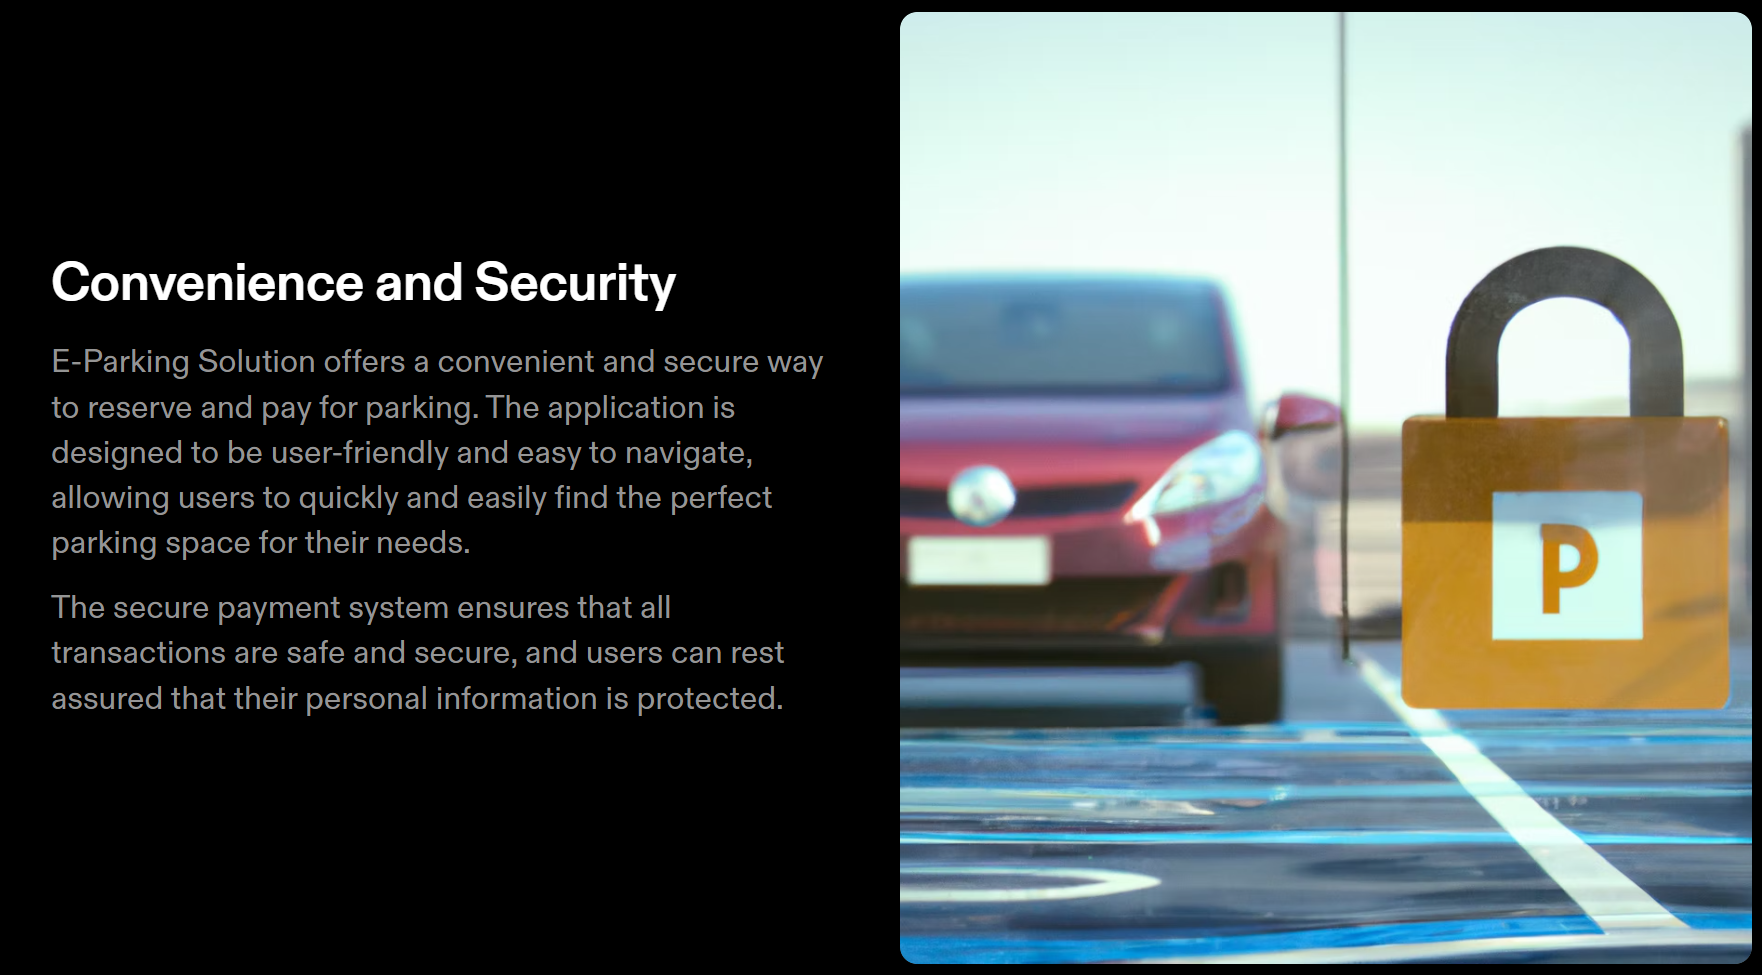 Convenience and Security
E-Parking Solution offers a convenient and secure way
to reserve and pay for parking. The application is
designed to be user-friendly and easy to navigate,
allowing users to quickly and easily find the perfect
parking space for their needs.
The secure payment system ensures that all
transactions are safe and secure, and users can rest
assured that their personal information is protected.
P